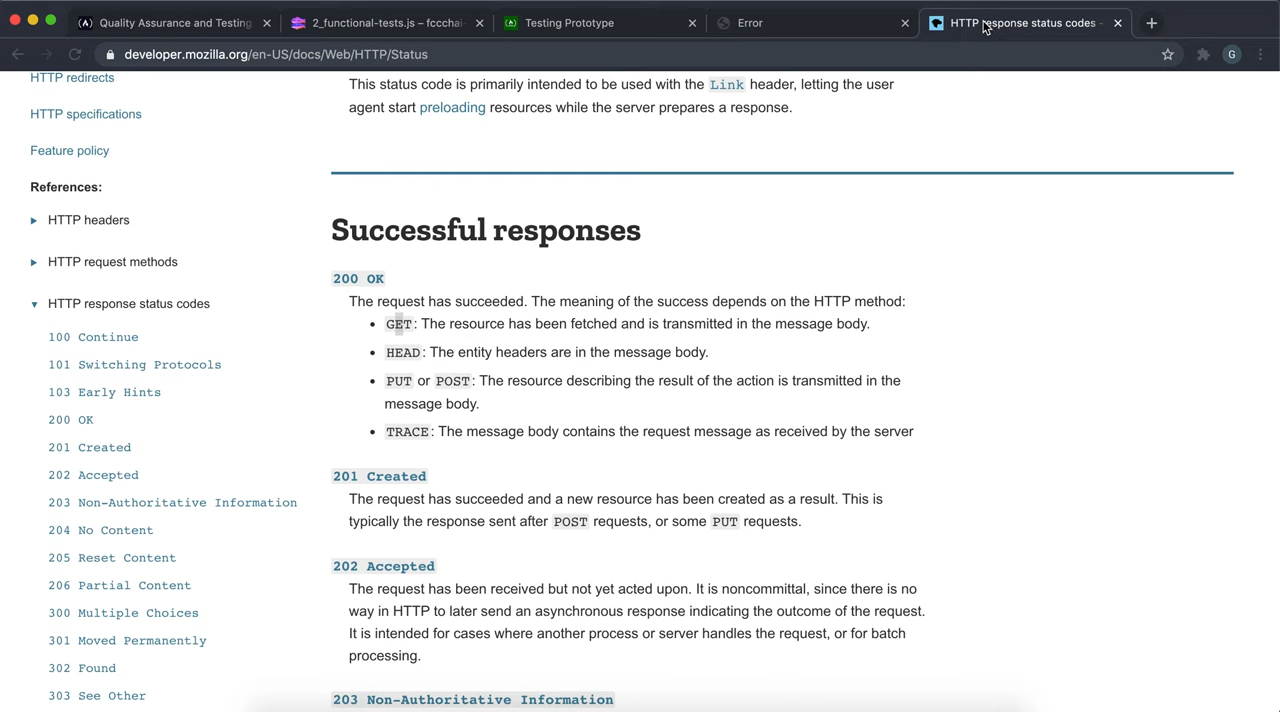 Quality Assurance and Testing
2_functional-tests.js – fccchai
Testing Prototype
Error
HTTP response status codes -
developer.mozilla.org/en-US/docs/Web/HTTP/Status
G
HTTP redirects
HTTP specifications
Feature policy
References:
HTTP headers
HTTP request methods
HTTP response status codes
100 Continue
101 Switching Protocols
103 Early Hints
200 OK
201 Created
202 Accepted
203 Non-Authoritative Information
204 No Content
205 Reset Content
206 Partial Content
300 Multiple Choices
301 Moved Permanently
302 Found
303 See Other
This status code is primarily intended to be used with the Link header, letting the user
agent start preloading resources while the server prepares a response.
Successful responses
200 OK
The request has succeeded. The meaning of the success depends on the HTTP method:
• GET: The resource has been fetched and is transmitted in the message body.
• HEAD: The entity headers are in the message body.
• PUT or POST: The resource describing the result of the action is transmitted in the
message body.
• TRACE: The message body contains the request message as received by the server
201 Created
The request has succeeded and a new resource has been created as a result. This is
typically the response sent after POST requests, or some PUT requests.
202 Accepted
The request has been received but not yet acted upon. It is noncommittal, since there is no
way in HTTP to later send an asynchronous response indicating the outcome of the request.
It is intended for cases where another process or server handles the request, or for batch
processing.
203 Non-Authoritative Information